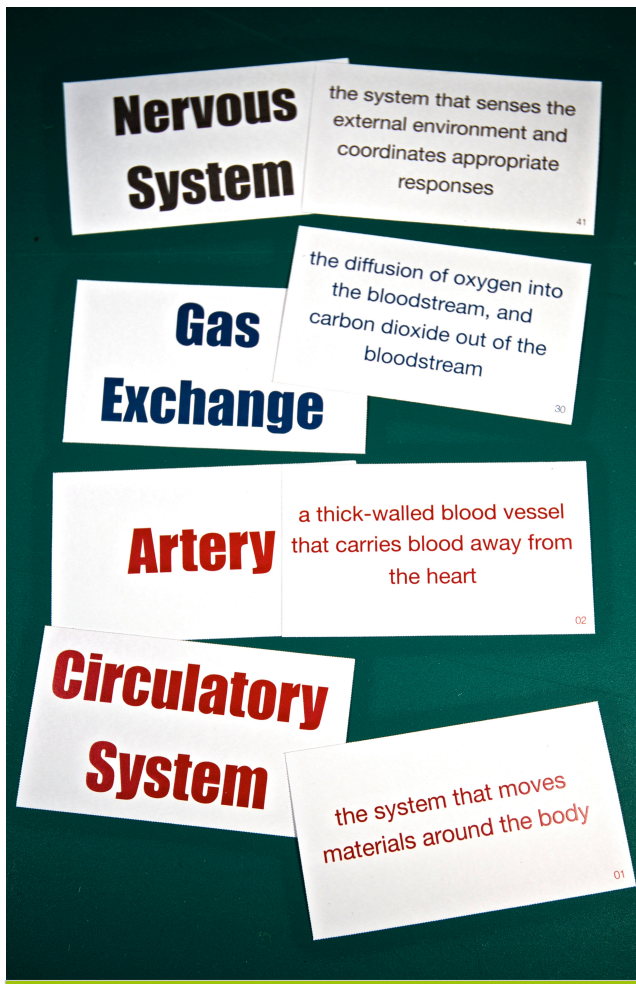 Nervous
System
the system that senses the
external environment and
coordinates appropriate
responses
41
Gas
Exchange
the diffusion of oxygen into
the bloodstream, and
carbon dioxide out of the
bloodstream
30
Artery
a thick-walled blood vessel
that carries blood away from
the heart
02
Circulatory
System
the system that moves
materials around the body
01